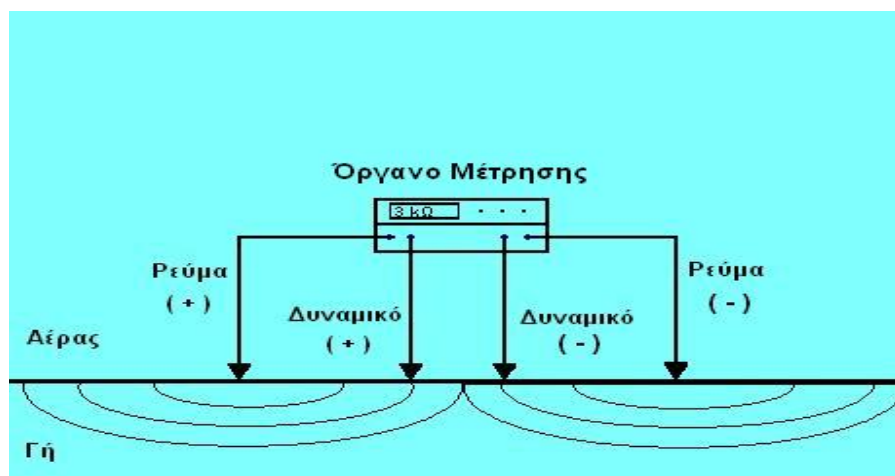 Όργανο Μέτρησης
3 kΩ
Ρεύμα
( + )
Ρεύμα
( - )
Δυναμικό
( + )
Δυναμικό
( - )
Αέρας
Γή